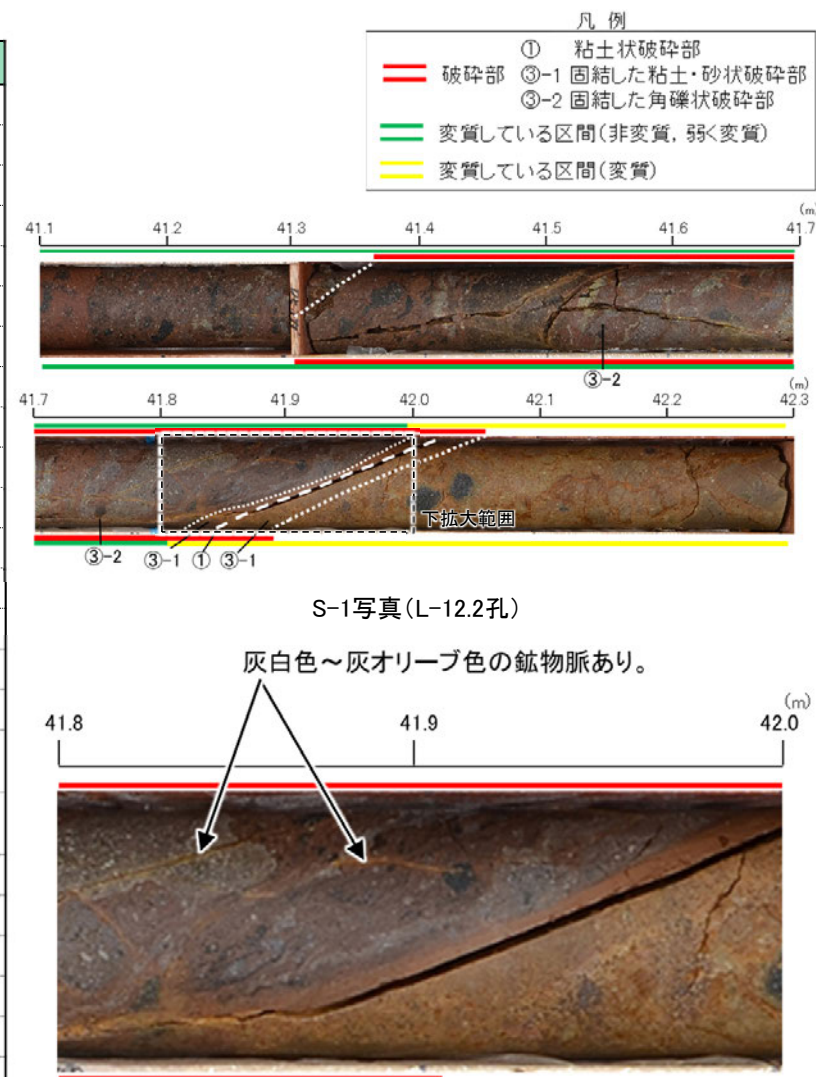 凡 例
① 粘土状破砕部
破砕部 ③-1 固結した粘土・砂状破砕部
③-2 固結した角礫状破砕部
変質している区間(非変質, 弱く変質)
変質している区間(変質)
(m)
41.1 41.2 41.3 41.4 41.5 41.6 41.7
③-2
(m)
41.7 41.8 41.9 42.0 42.1 42.2 42.3
下拡大範囲
③-2 ③-1 ① ③-1
S-1写真(L-12.2孔)
灰白色~灰オリーブ色の鉱物脈あり。
(m)
41.8 41.9 42.0